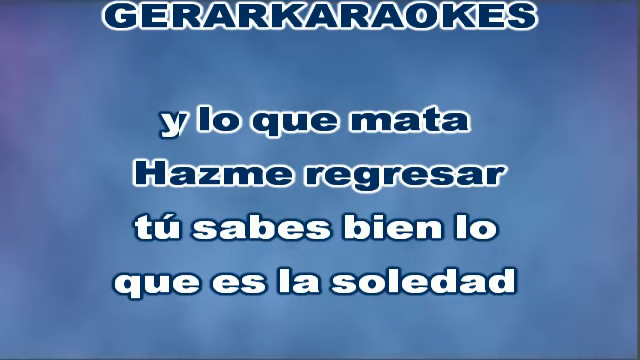 GERARKARAOKES
y lo que mata
Hazme regresar
tú sabes bien lo
que es la soledad